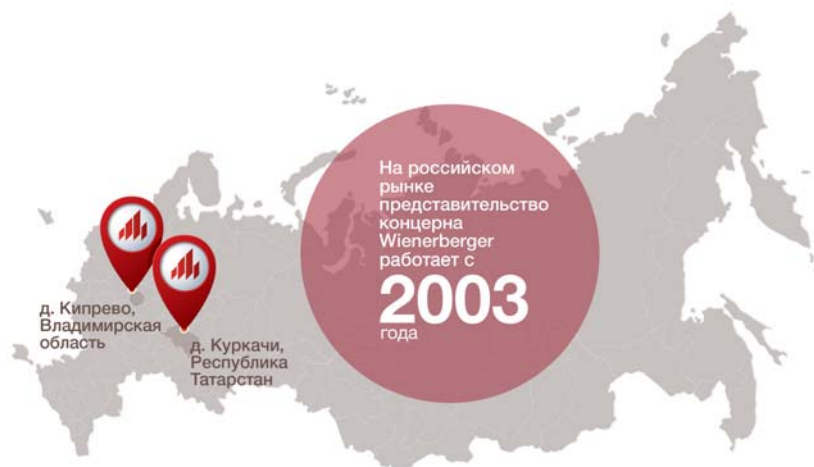 На российском
рынке
представительство
концерна
Wienerberger
работает с
2003
года
д. Кипрево,
Владимирская
область
д. Куркачи,
Республика
Татарстан